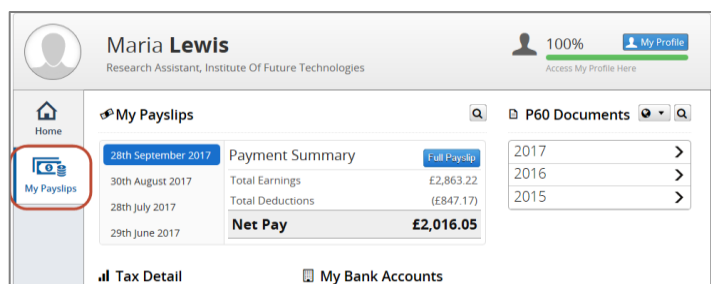 Maria Lewis
Research Assistant, Institute Of Future Technologies
100%
My Profile
Access My Profile Here
Home
My Payslips
My Payslips
28th September 2017
30th August 2017
28th July 2017
29th June 2017
Payment Summary
Full Payslip
Total Earnings £2,863.22
Total Deductions (£847.17)
Net Pay £2,016.05
P60 Documents
2017
2016
2015
Tax Detail
My Bank Accounts